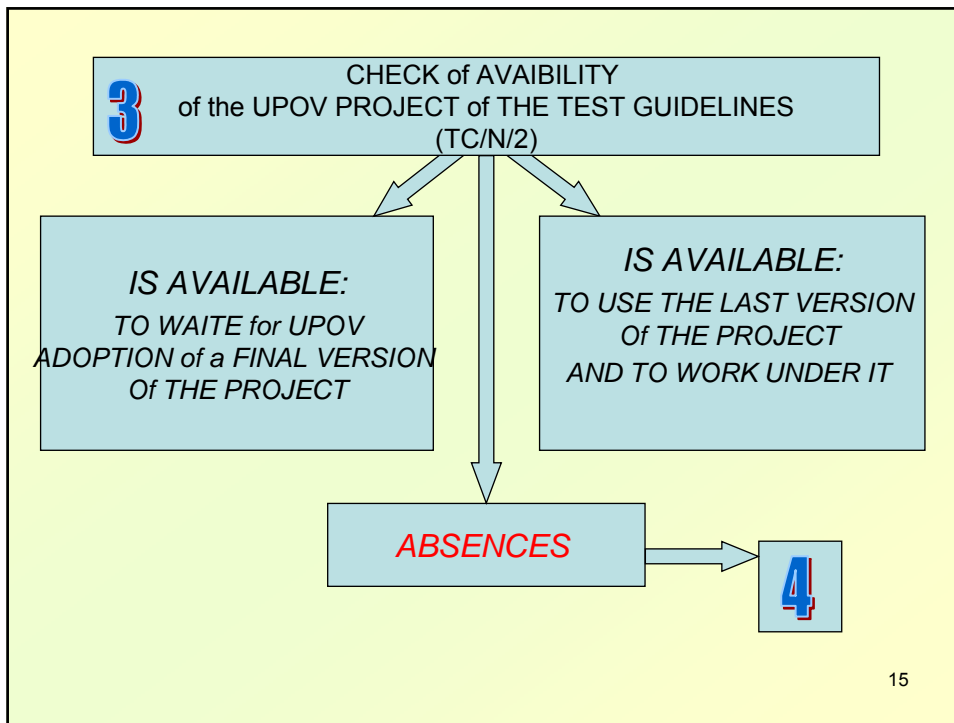 3
CHECK of AVAIBILITY
of the UPOV PROJECT of THE TEST GUIDELINES
(TC/N/2)
IS AVAILABLE:
TO WAITE for UPOV
ADOPTION of a FINAL VERSION
Of THE PROJECT
IS AVAILABLE:
TO USE THE LAST VERSION
Of THE PROJECT
AND TO WORK UNDER IT
ABSENCES
4
15